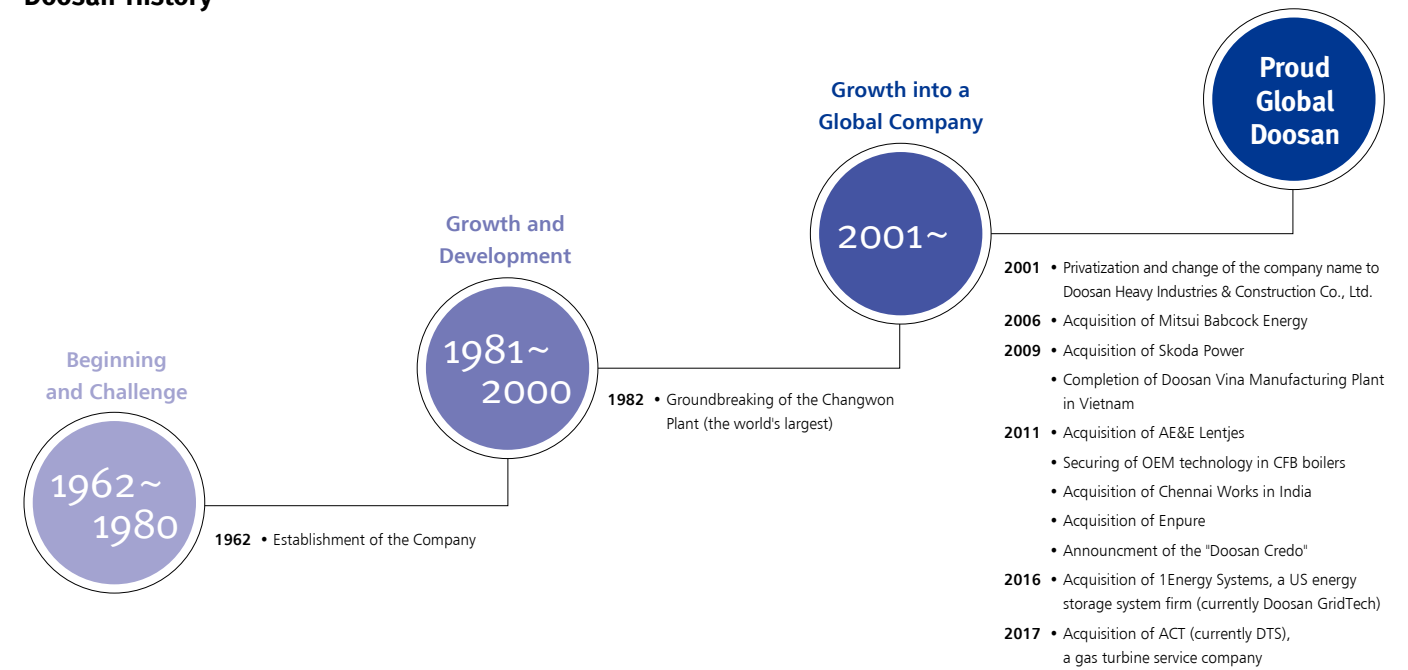 Doosan History
Beginning
and Challenge
1962~
1980
1962 • Establishment of the Company
Growth and
Development
1981~
2000
1982 • Groundbreaking of the Changwon
Plant (the world's largest)
Growth into a
Global Company
2001~
2001 • Privatization and change of the company name to
Doosan Heavy Industries & Construction Co., Ltd.
2006 • Acquisition of Mitsui Babcock Energy
2009 • Acquisition of Skoda Power
• Completion of Doosan Vina Manufacturing Plant
in Vietnam
2011 • Acquisition of AE&E Lentjes
• Securing of OEM technology in CFB boilers
• Acquisition of Chennai Works in India
• Acquisition of Enpure
• Announcment of the "Doosan Credo"
2016 • Acquisition of 1Energy Systems, a US energy
storage system firm (currently Doosan GridTech)
2017 • Acquisition of ACT (currently DTS),
a gas turbine service company
Proud
Global
Doosan